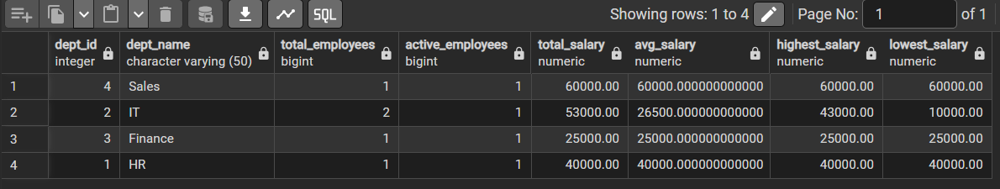 SQL Showing rows: 1 to 4 Page No: 1 of 1
dept_id dept_name total_employees active_employees total_salary avg_salary highest_salary lowest_salary
integer character varying (50) bigint bigint numeric numeric numeric numeric
1 4 Sales 1 1 60000.00 60000.000000000000 60000.00 60000.00
2 2 IT 2 1 53000.00 26500.000000000000 43000.00 10000.00
3 3 Finance 1 1 25000.00 25000.000000000000 25000.00 25000.00
4 1 HR 1 1 40000.00 40000.000000000000 40000.00 40000.00